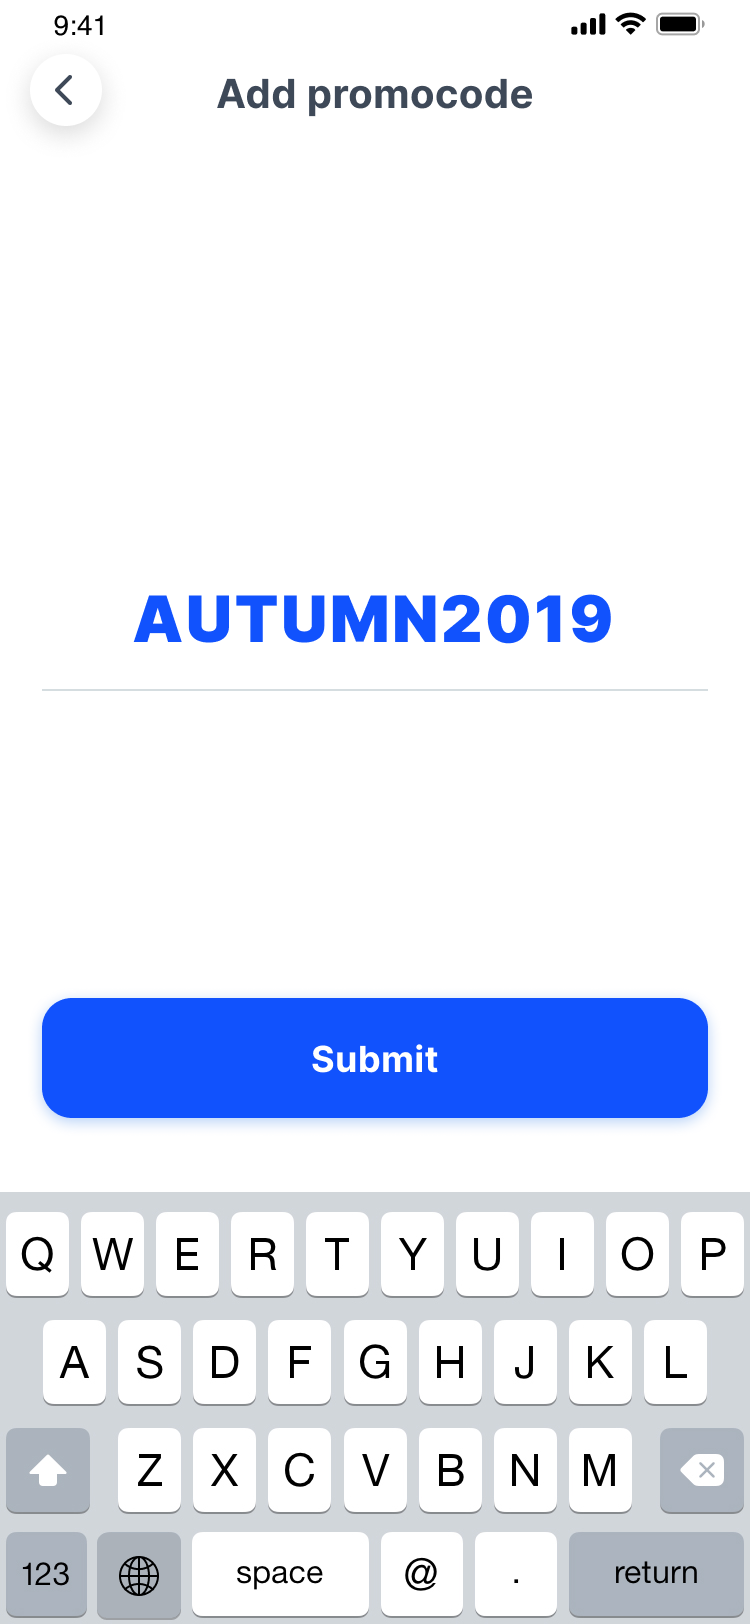 9:41
Add promocode
AUTUMN2019
Submit
Q W E R T Y U I O P
A S D F G H J K L
Z X C V B N M
123 space @ . return